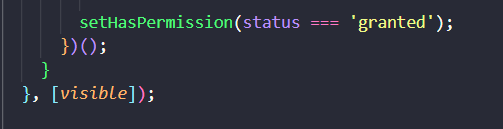 setHasPermission(status === 'granted');
})();
}
}, [visible]);